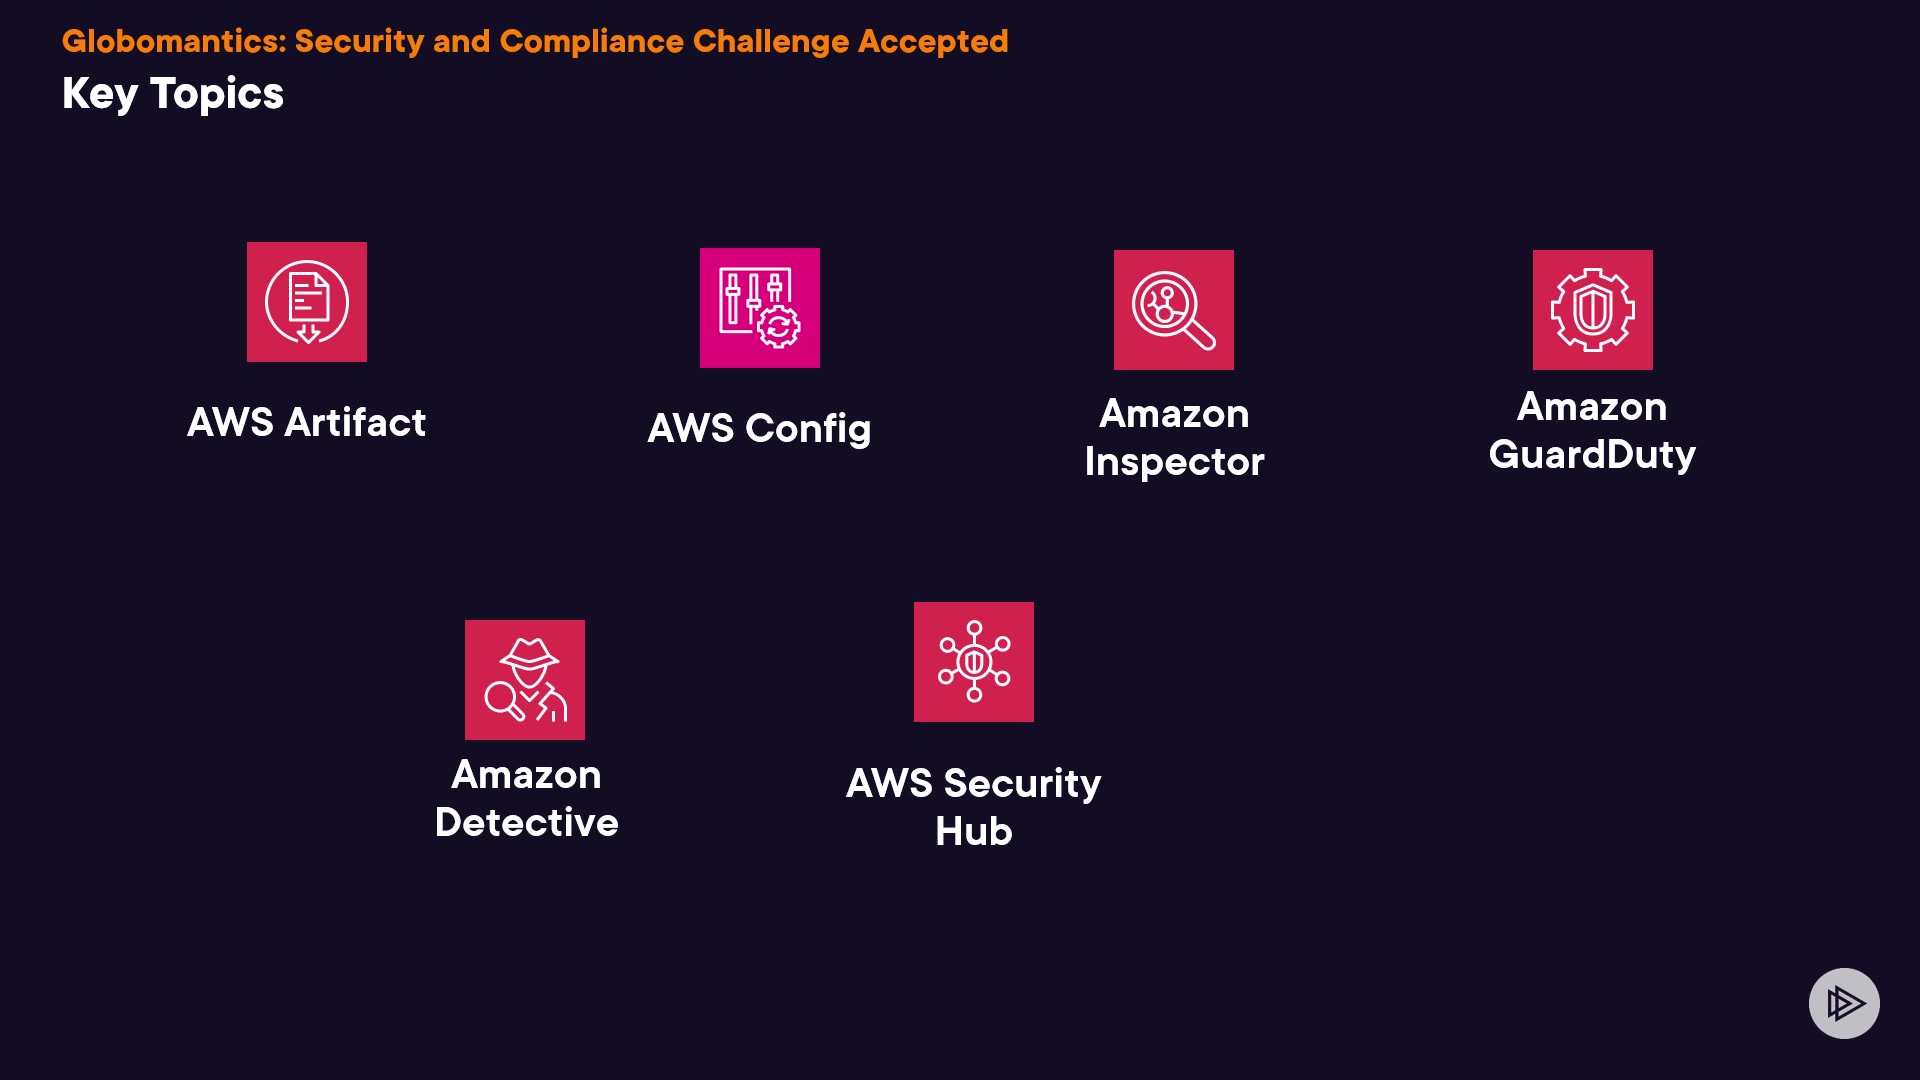 Globomantics: Security and Compliance Challenge Accepted
Key Topics
AWS Artifact
AWS Config
Amazon
Inspector
Amazon
GuardDuty
Amazon
Detective
AWS Security
Hub